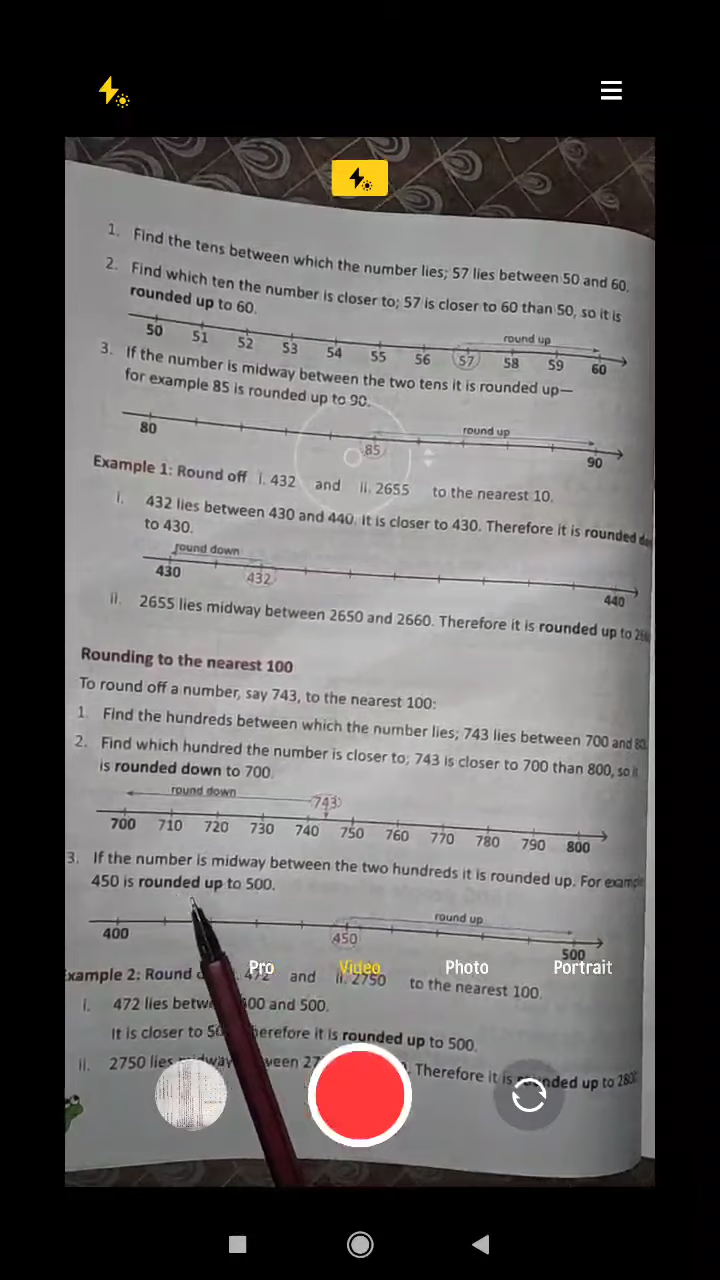 1. Find the tens between which the number lies; 57 lies between 50 and 60.
2. Find which ten the number is closer to; 57 is closer to 60 than 50, so it is
rounded up to 60.
round up
50 51 52 53 54 55 56 57 58 59 60
3. If the number is midway between the two tens it is rounded up—
for example 85 is rounded up to 90.
round up
80 85 90
Example 1: Round off i. 432 and ii. 2655 to the nearest 10.
i. 432 lies between 430 and 440. It is closer to 430. Therefore it is rounded
to 430.
round down
430 432 440
ii. 2655 lies midway between 2650 and 2660. Therefore it is rounded up to
Rounding to the nearest 100
To round off a number, say 743, to the nearest 100:
1. Find the hundreds between which the number lies; 743 lies between 700 and
2. Find which hundred the number is closer to; 743 is closer to 700 than 800, so it
is rounded down to 700.
round down 743
700 710 720 730 740 750 760 770 780 790 800
3. If the number is midway between the two hundreds it is rounded up. For
450 is rounded up to 500.
round up
400 450 500
Pro Video Photo Portrait
Example 2: Round 472 and ii. 2750 to the nearest 100.
i. 472 lies 400 and 500.
It is closer to Therefore it is rounded up to 500.
ii. 2750 lies midway Therefore it is rounded up to